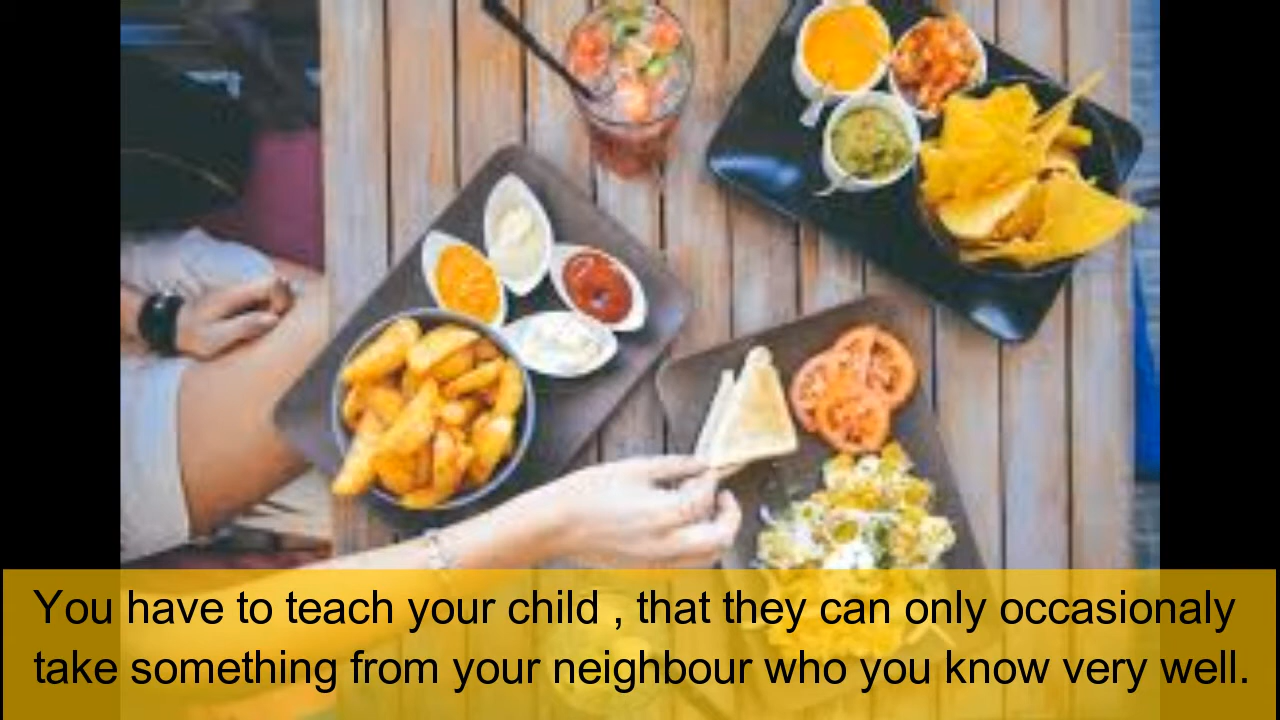 You have to teach your child , that they can only occasionaly
take something from your neighbour who you know very well.